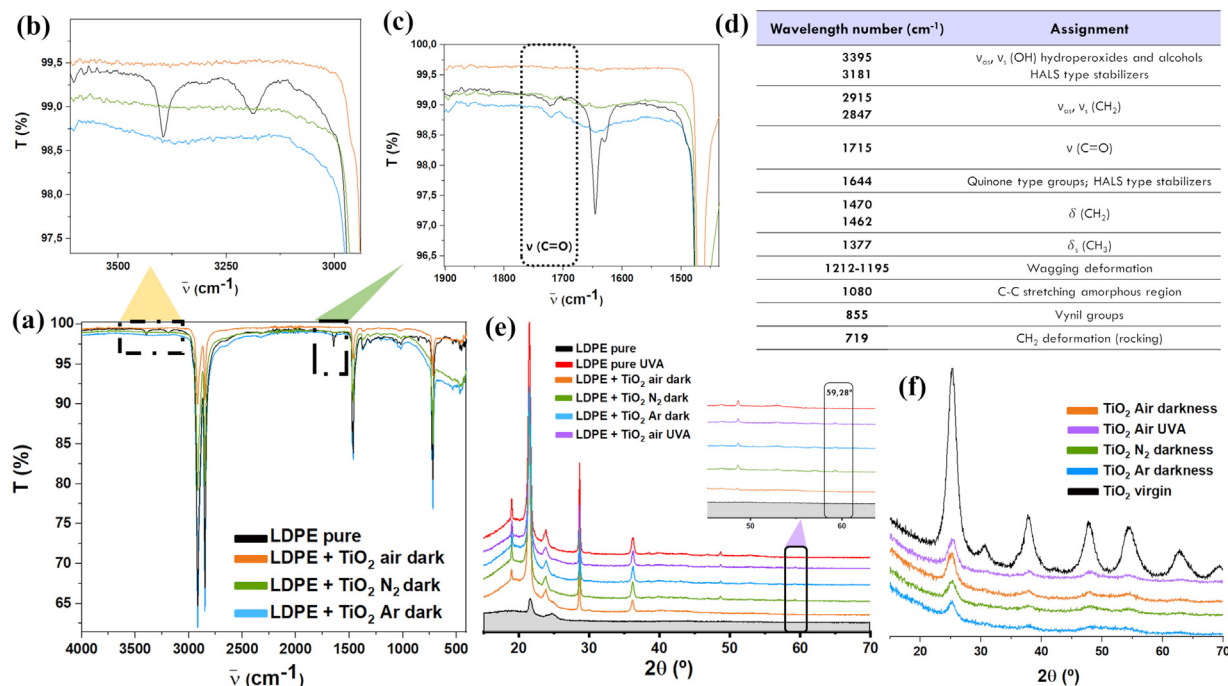 (b)
T (%)
99,5
99,0
98,5
98,0
97,5
3500
3250
3000
ν̄ (cm⁻¹)
(c)
T (%)
100,0
99,5
99,0
98,5
98,0
97,5
97,0
96,5
ν (C=O)
1900
1800
1700
1600
1500
ν̄ (cm⁻¹)
(d)
Wavelength number (cm⁻¹) Assignment
3395 νₐₛ, νₛ (OH) hydroperoxides and alcohols
3181 HALS type stabilizers
2915
2847
νₐₛ, νₛ (CH₂)
1715 ν (C=O)
1644 Quinone type groups; HALS type stabilizers
1470
1462
δ (CH₂)
1377 δₛ (CH₃)
1212-1195 Wagging deformation
1080 C-C stretching amorphous region
855 Vynil groups
719 CH₂ deformation (rocking)
(a)
T (%)
100
95
90
85
80
75
70
65
LDPE pure
LDPE + TiO₂ air dark
LDPE + TiO₂ N₂ dark
LDPE + TiO₂ Ar dark
4000
3500
3000
2500
2000
1500
1000
500
ν̄ (cm⁻¹)
(e)
LDPE pure
LDPE pure UVA
LDPE + TiO₂ air dark
LDPE + TiO₂ N₂ dark
LDPE + TiO₂ Ar dark
LDPE + TiO₂ air UVA
59,28º
50
60
20
30
40
50
60
70
2θ (º)
(f)
TiO₂ Air darkness
TiO₂ Air UVA
TiO₂ N₂ darkness
TiO₂ Ar darkness
TiO₂ virgin
20
30
40
50
60
70
2θ (º)